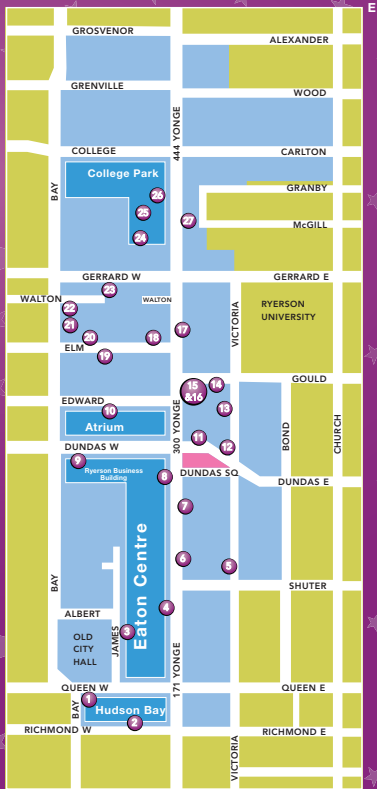 E
GROSVENOR
ALEXANDER
GRENVILLE
WOOD
444 YONGE
COLLEGE
CARLTON
BAY
College Park
GRANBY
26
25
27
McGILL
24
GERRARD W
GERRARD E
23
WALTON
WALTON
22
VICTORIA
RYERSON
UNIVERSITY
21
17
20
18
ELM
19
GOULD
15
&16
14
EDWARD
10
13
300 YONGE
BOND
CHURCH
Atrium
11
12
DUNDAS W
9
Ryerson Business
Building
8
DUNDAS SQ
DUNDAS E
7
Eaton Centre
6
5
BAY
SHUTER
ALBERT
4
OLD
CITY
HALL
JAMES
3
171 YONGE
QUEEN W
QUEEN E
1
BAY
Hudson Bay
2
RICHMOND W
RICHMOND E
VICTORIA